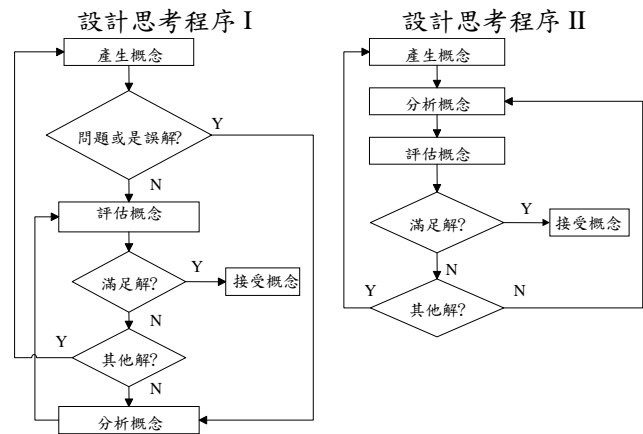 設計思考程序 I
產生概念
問題或是誤解?
Y
N
評估概念
滿足解?
Y
接受概念
N
其他解?
Y
N
分析概念
設計思考程序 II
產生概念
分析概念
評估概念
滿足解?
Y
接受概念
N
其他解?
Y
N